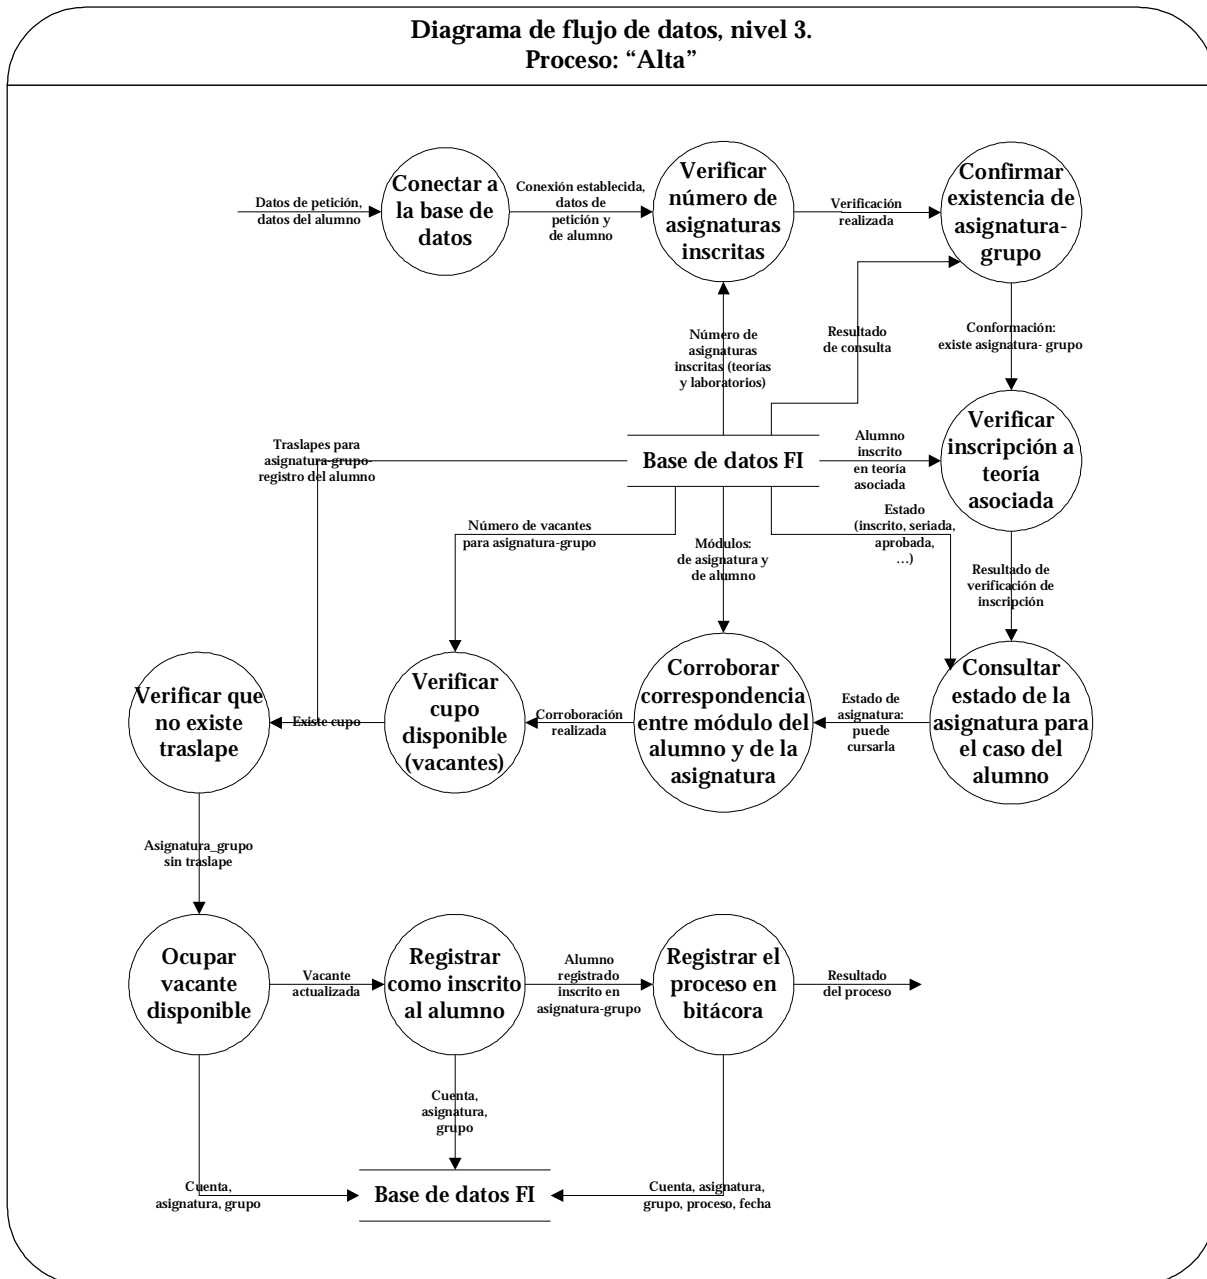 Diagrama de flujo de datos, nivel 3.
Proceso: “Alta”
Datos de petición,
datos del alumno
Conectar a
la base de
datos
Conexión establecida,
datos de
petición y
de alumno
Verificar
número de
asignaturas
inscritas
Verificación
realizada
Confirmar
existencia de
asignatura-
grupo
Número de
asignaturas
inscritas (teorías
y laboratorios)
Resultado
de consulta
Conformación:
existe asignatura- grupo
Traslapes para
asignatura-grupo-
registro del alumno
Base de datos FI
Alumno
inscrito
en teoría
asociada
Verificar
inscripción a
teoría
asociada
Número de vacantes
para asignatura-grupo
Módulos:
de asignatura y
de alumno
Estado
(inscrito, seriada,
aprobada,
…)
Resultado de
verificación de
inscripción
Verificar que
no existe
traslape
Existe cupo
Verificar
cupo
disponible
(vacantes)
Corroboración
realizada
Corroborar
correspondencia
entre módulo del
alumno y de la
asignatura
Estado de
asignatura:
puede
cursarla
Consultar
estado de la
asignatura para
el caso del
alumno
Asignatura_grupo
sin traslape
Ocupar
vacante
disponible
Vacante
actualizada
Registrar
como inscrito
al alumno
Alumno
registrado
inscrito en
asignatura-grupo
Registrar el
proceso en
bitácora
Resultado
del proceso
Cuenta,
asignatura,
grupo
Cuenta,
asignatura, grupo
Base de datos FI
Cuenta, asignatura,
grupo, proceso, fecha